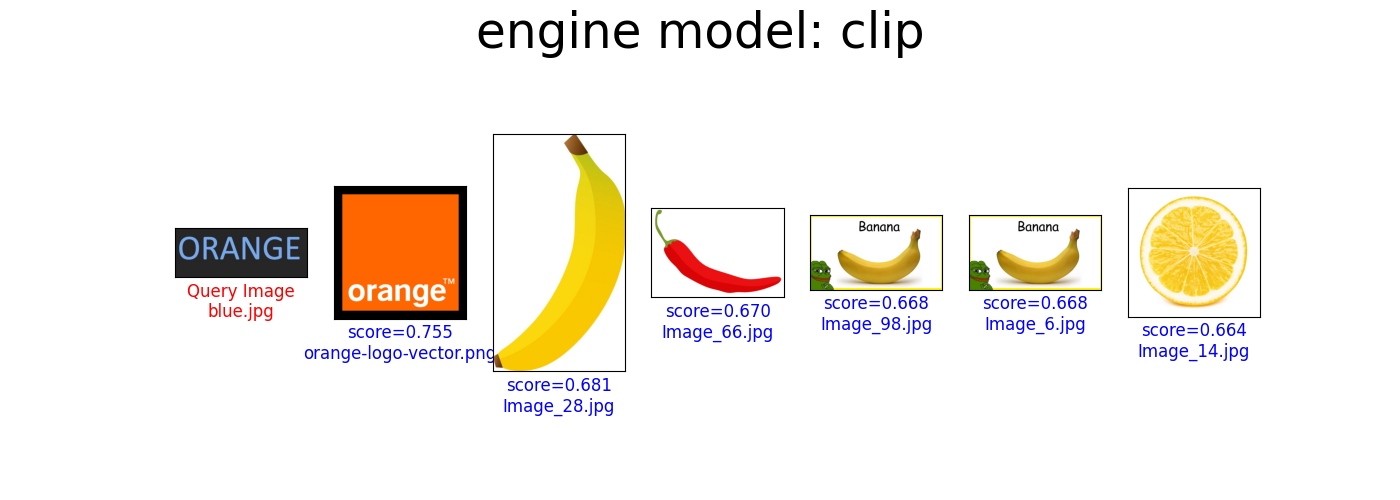 engine model: clip
ORANGE
Query Image
blue.jpg
orange™
score=0.755
orange-logo-vector.png
score=0.681
Image_28.jpg
score=0.670
Image_66.jpg
Banana
score=0.668
Image_98.jpg
Banana
score=0.668
Image_6.jpg
score=0.664
Image_14.jpg